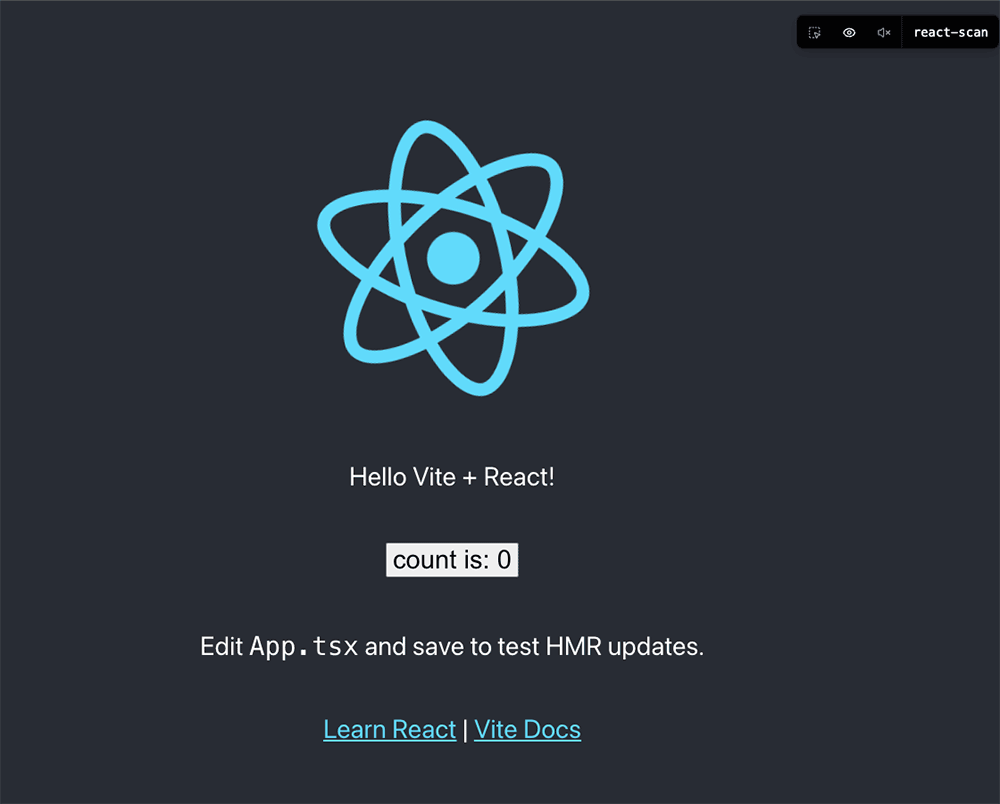 react-scan
Hello Vite + React!
count is: 0
Edit App.tsx and save to test HMR updates.
Learn React | Vite Docs